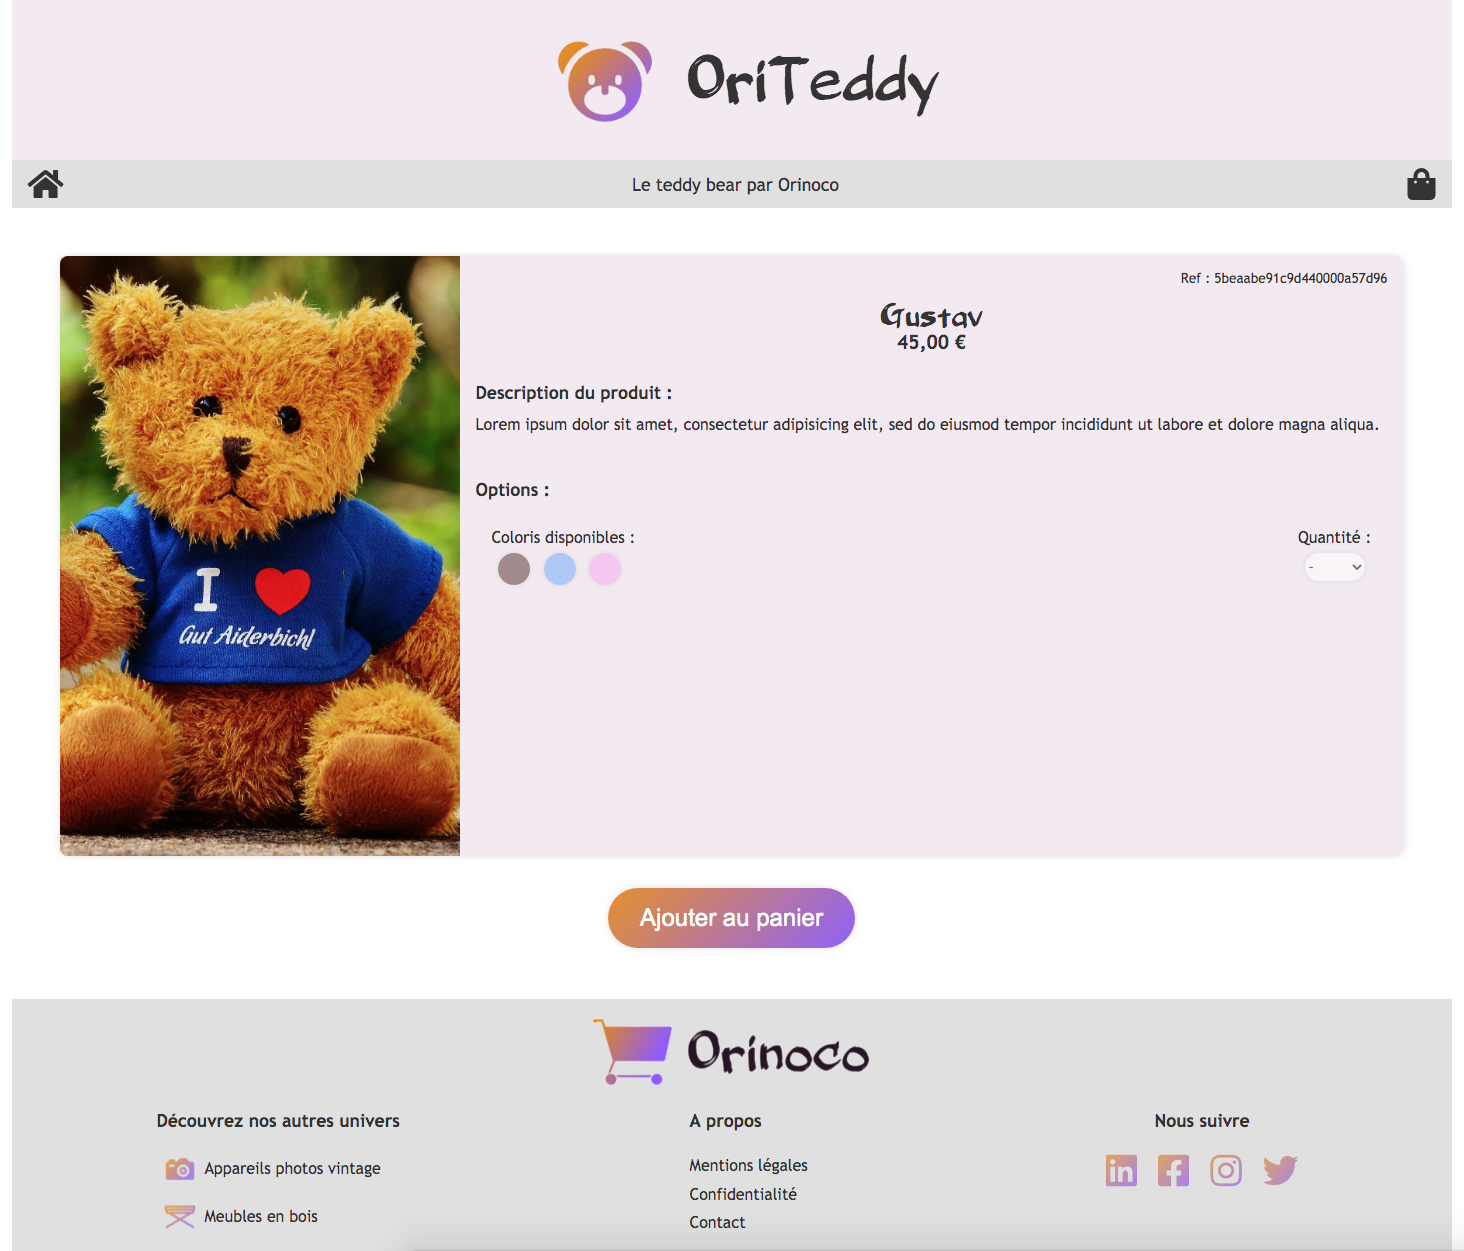 OriTeddy
Le teddy bear par Orinoco
Ref : 5beaabe91c9d440000a57d96
Gustav
45,00 €
Description du produit :
Lorem ipsum dolor sit amet, consectetur adipisicing elit, sed do eiusmod tempor incididunt ut labore et dolore magna aliqua.
Options :
Coloris disponibles :
Quantité :
-
I
Gut Aiderbichl
Ajouter au panier
Orinoco
Découvrez nos autres univers
Appareils photos vintage
Meubles en bois
A propos
Mentions légales
Confidentialité
Contact
Nous suivre